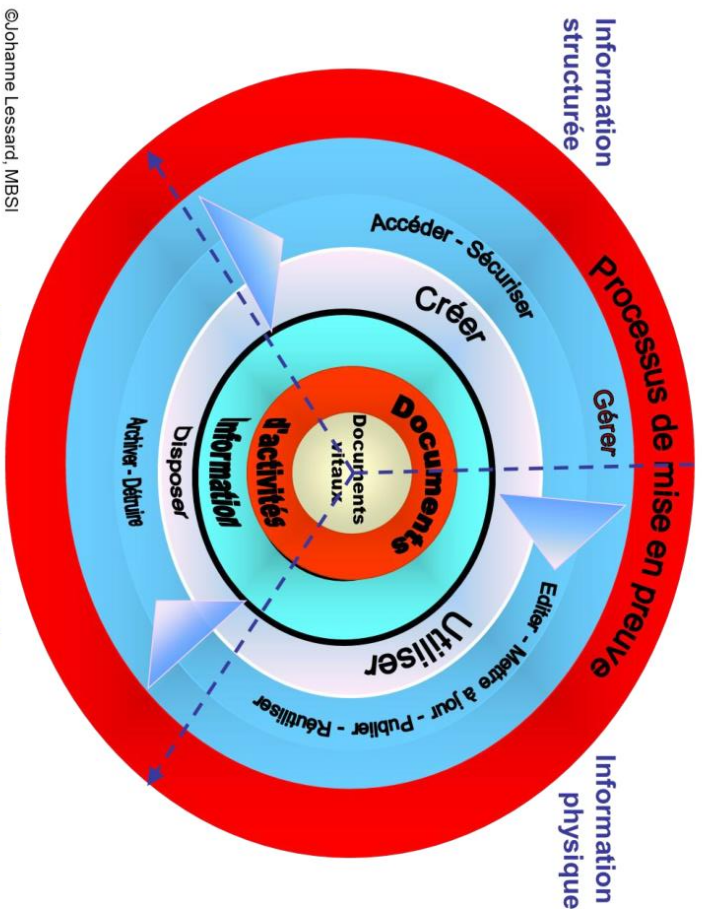 Information
structurée
Information
physique
Processus de mise en preuve
Gérer
Accéder - Sécuriser
Editer - Mettre à jour - Publier - Réutiliser
Archiver - Détruire
Créer
Utiliser
Disposer
Information
Documents
d'activités
Documents
vitaux
©Johanne Lessard, MBSI